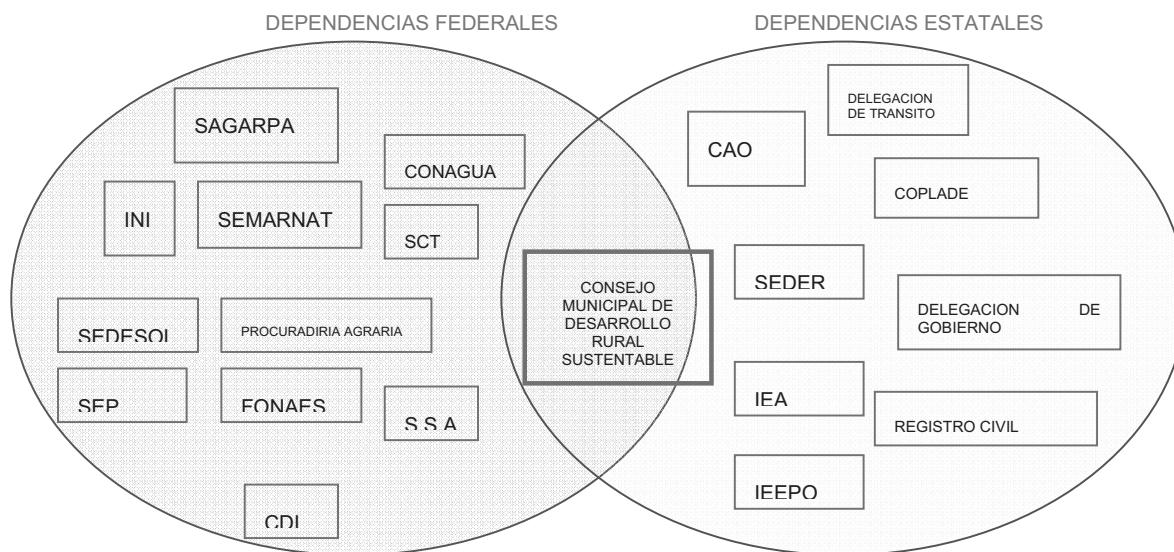 DEPENDENCIAS FEDERALES
DEPENDENCIAS ESTATALES
SAGARPA
CONAGUA
INI
SEMARNAT
SCT
SEDESOL
PROCURADIRIA AGRARIA
SEP
FONAES
S.S.A
CDI
CONSEJO
MUNICIPAL DE
DESARROLLO
RURAL
SUSTENTABLE
DELEGACION
DE TRANSITO
CAO
COPLADE
SEDER
DELEGACION DE
GOBIERNO
IEA
REGISTRO CIVIL
IEEPO